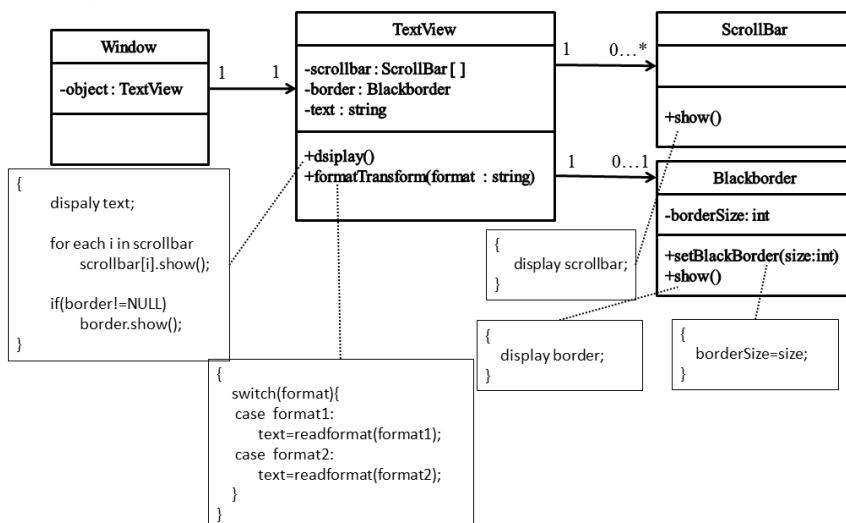 Window
-object : TextView
1
1
TextView
-scrollbar : ScrollBar [ ]
-border : Blackborder
-text : string
+dsiplay()
+formatTransform(format : string)
1
0...*
ScrollBar
+show()
1
0...1
Blackborder
-borderSize: int
+setBlackBorder(size:int)
+show()
{
dispaly text;
for each i in scrollbar
scrollbar[i].show();
if(border!=NULL)
border.show();
}
{
display scrollbar;
}
{
display border;
}
{
borderSize=size;
}
{
switch(format){
case format1:
text=readformat(format1);
case format2:
text=readformat(format2);
}
}